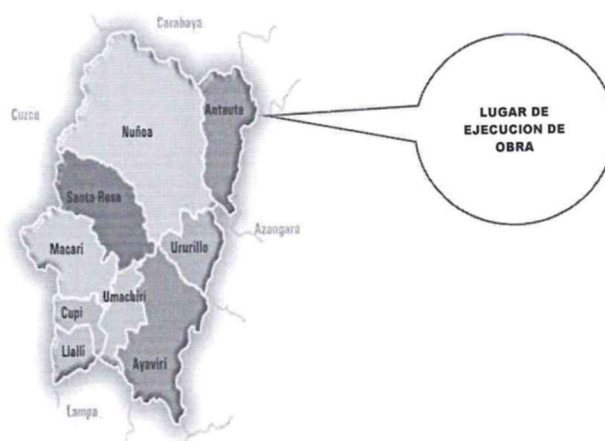 Carabaya
Cuzco
Antauta
Nuñoa
LUGAR DE
EJECUCION DE
OBRA
Santa Rosa
Azangaro
Macari
Ururillo
Umachiri
Cupi
Llalli
Ayaviri
Lampa